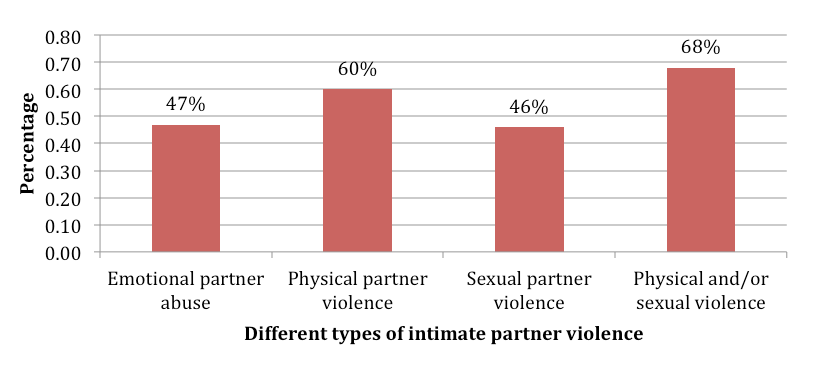 0.80
0.70
0.60
0.50
0.40
0.30
0.20
0.10
0.00
Percentage
47%
60%
46%
68%
Emotional partner
abuse
Physical partner
violence
Sexual partner
violence
Physical and/or
sexual violence
Different types of intimate partner violence